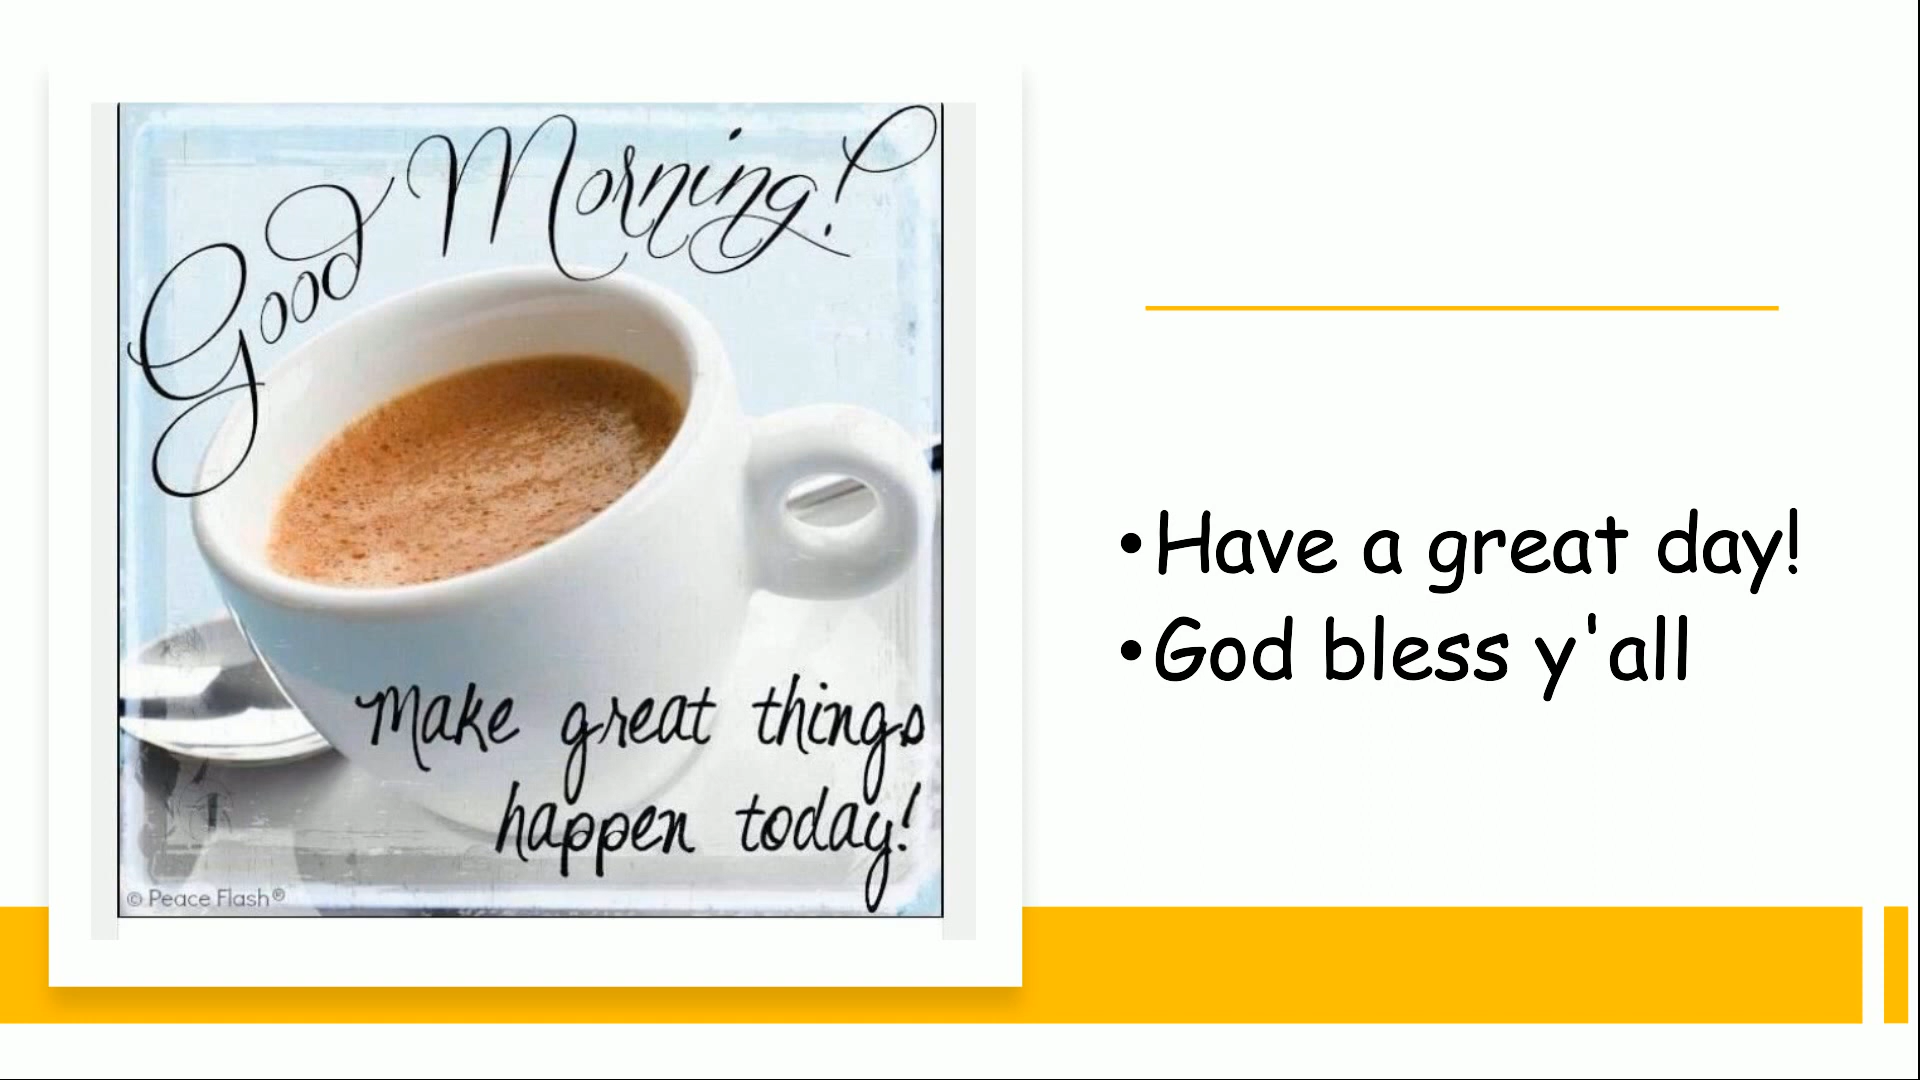 Good Morning!
Make great things
happen today!
© Peace Flash®
•Have a great day!
•God bless y'all